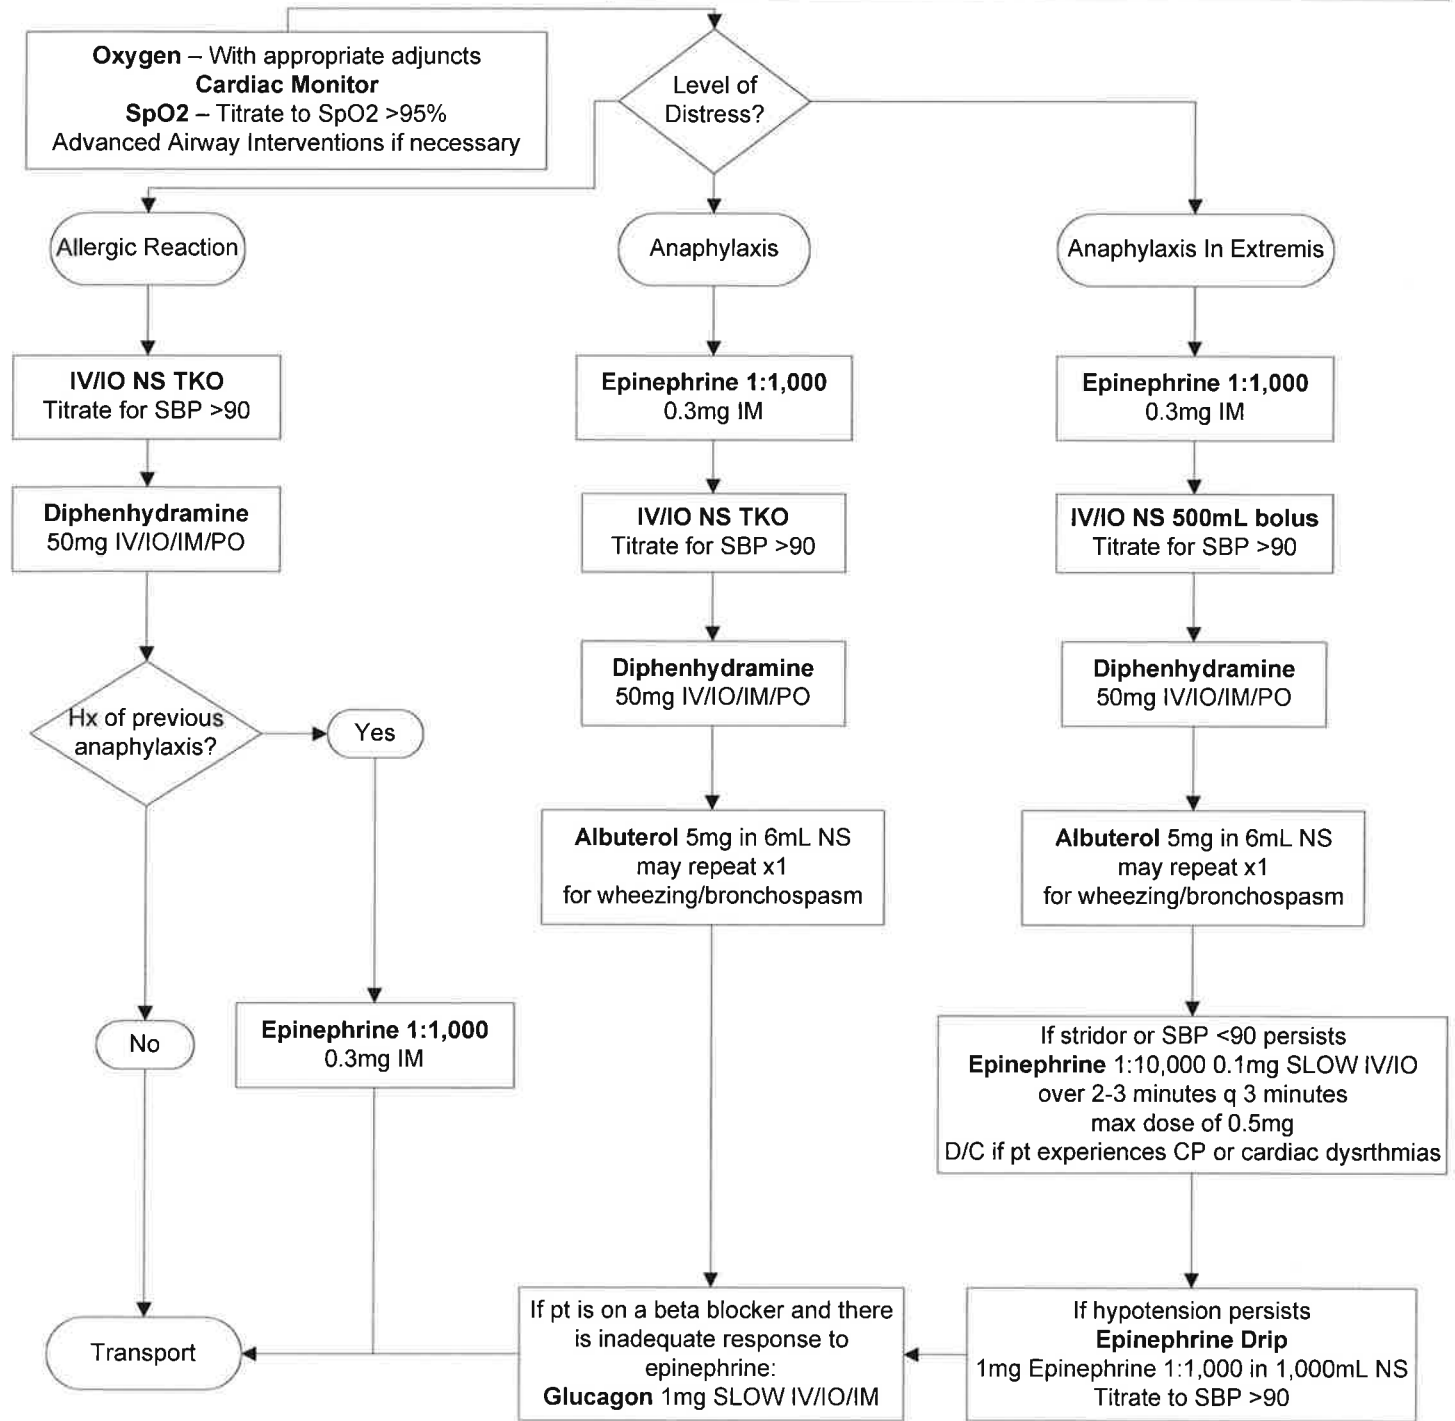 Oxygen – With appropriate adjuncts
Cardiac Monitor
SpO2 – Titrate to SpO2 >95%
Advanced Airway Interventions if necessary
Level of
Distress?
Allergic Reaction
IV/IO NS TKO
Titrate for SBP >90
Diphenhydramine
50mg IV/IO/IM/PO
Hx of previous
anaphylaxis?
Yes
Epinephrine 1:1,000
0.3mg IM
No
Transport
Anaphylaxis
Epinephrine 1:1,000
0.3mg IM
IV/IO NS TKO
Titrate for SBP >90
Diphenhydramine
50mg IV/IO/IM/PO
Albuterol 5mg in 6mL NS
may repeat x1
for wheezing/bronchospasm
If pt is on a beta blocker and there
is inadequate response to
epinephrine:
Glucagon 1mg SLOW IV/IO/IM
Anaphylaxis In Extremis
Epinephrine 1:1,000
0.3mg IM
IV/IO NS 500mL bolus
Titrate for SBP >90
Diphenhydramine
50mg IV/IO/IM/PO
Albuterol 5mg in 6mL NS
may repeat x1
for wheezing/bronchospasm
If stridor or SBP <90 persists
Epinephrine 1:10,000 0.1mg SLOW IV/IO
over 2-3 minutes q 3 minutes
max dose of 0.5mg
D/C if pt experiences CP or cardiac dysrthmias
If hypotension persists
Epinephrine Drip
1mg Epinephrine 1:1,000 in 1,000mL NS
Titrate to SBP >90